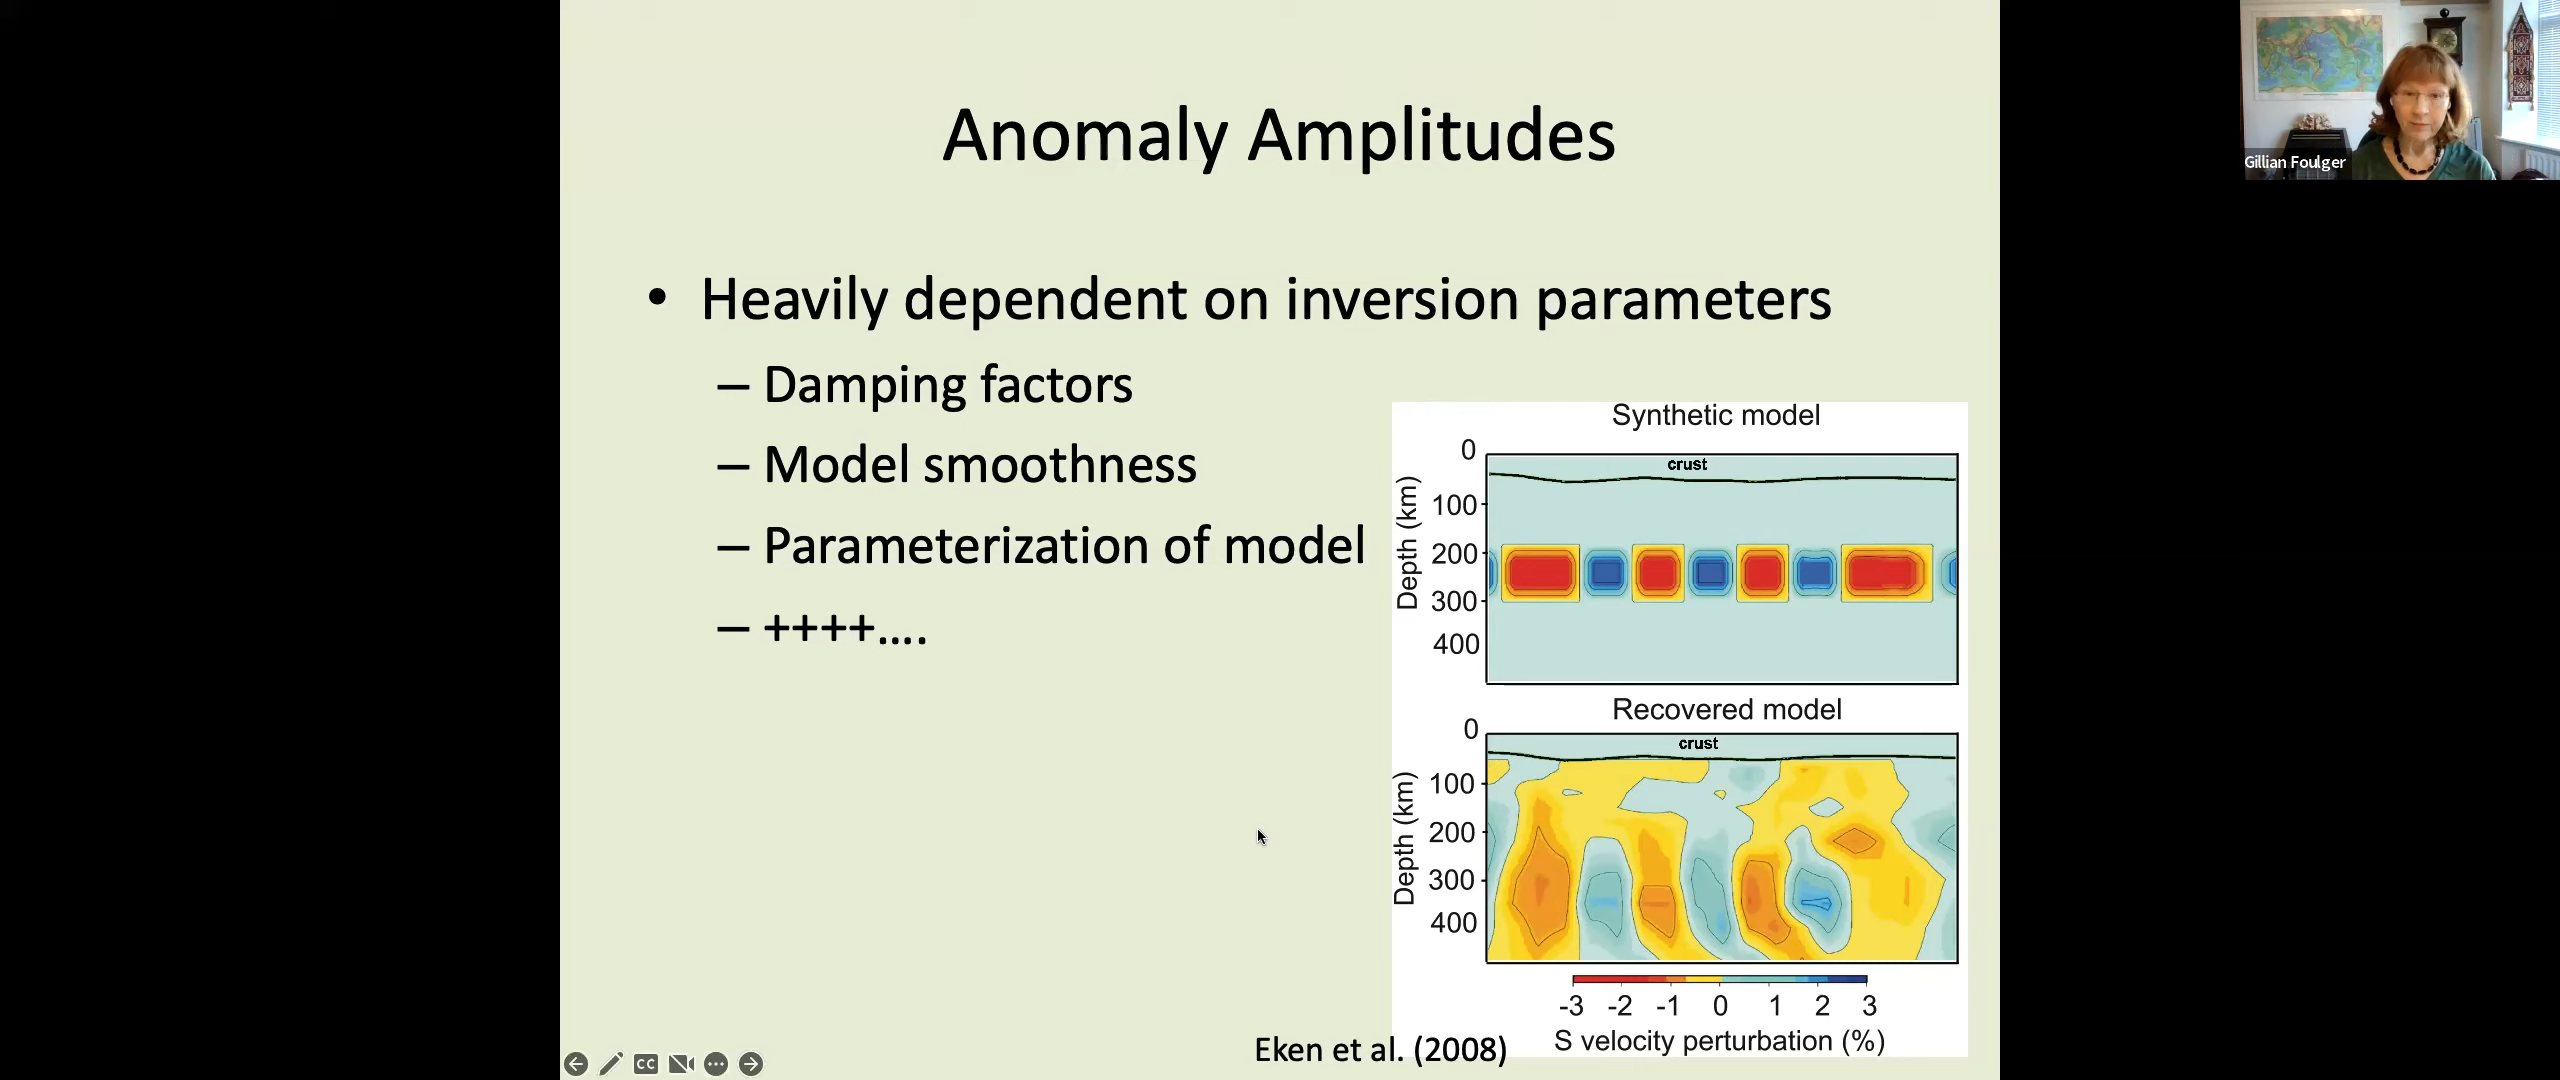 Anomaly Amplitudes
• Heavily dependent on inversion parameters
– Damping factors
– Model smoothness
– Parameterization of model
– ++++....
Synthetic model
0
crust
100
200
300
400
Depth (km)
Recovered model
0
crust
100
200
300
400
Depth (km)
-3 -2 -1 0 1 2 3
S velocity perturbation (%)
Eken et al. (2008)
CC
Gillian Foulger